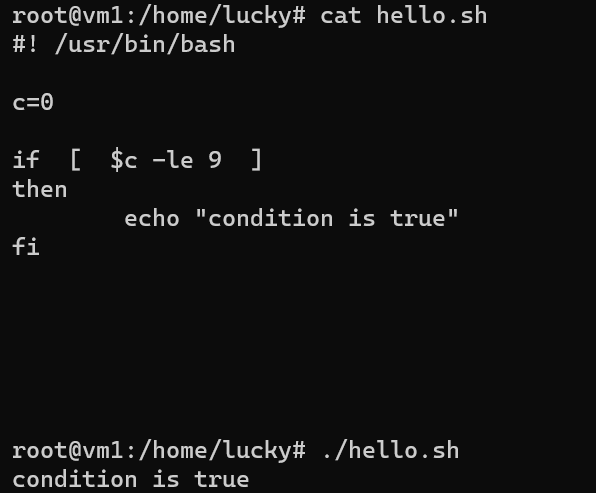 root@vm1:/home/lucky# cat hello.sh
#! /usr/bin/bash
c=0
if  [  $c -le 9  ]
then
        echo "condition is true"
fi
root@vm1:/home/lucky# ./hello.sh
condition is true